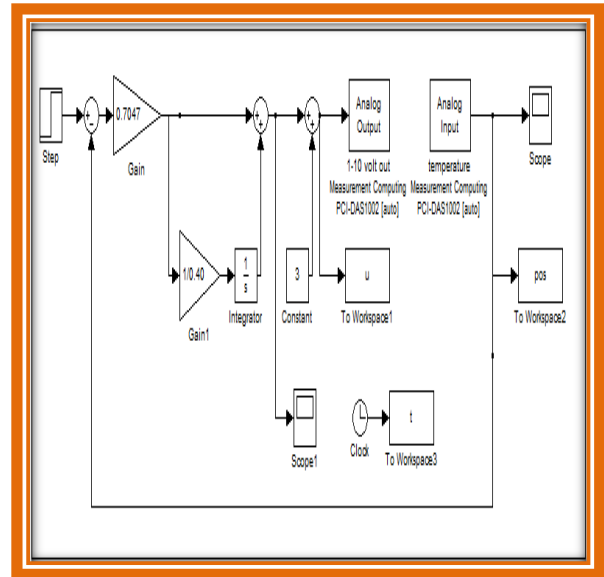 Step
0.7047
Gain
Analog
Output
1-10 volt out
Measurement Computing
PCI-DAS1002 [auto]
Analog
Input
temperature
Measurement Computing
PCI-DAS1002 [auto]
Scope
1/0.40
Gain1
1
s
Integrator
3
Constant
u
To Workspace1
pos
To Workspace2
Scope1
Clock
t
To Workspace3